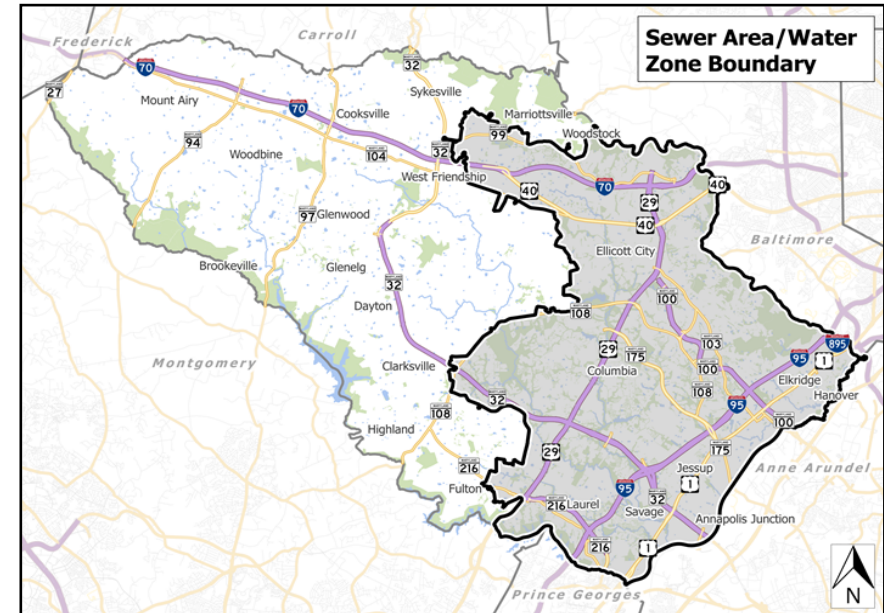 Sewer Area/Water
Zone Boundary
Frederick
Carroll
70
32
27
Mount Airy
Sykesville
70
Cooksville
Marriottsville
99
Woodstock
94
32
Woodbine
104
West Friendship
70
40
40
29
97
Glenwood
40
Baltimore
Ellicott City
Brookeville
Glenelg
32
100
Dayton
108
103
895
29
175
95
1
Montgomery
Columbia
100
Elkridge
Clarksville
108
Hanover
32
95
108
100
Highland
175
29
216
Jessup
Anne Arundel
Fulton
95
1
32
216
Laurel
Savage
Annapolis Junction
216
1
Prince Georges
N